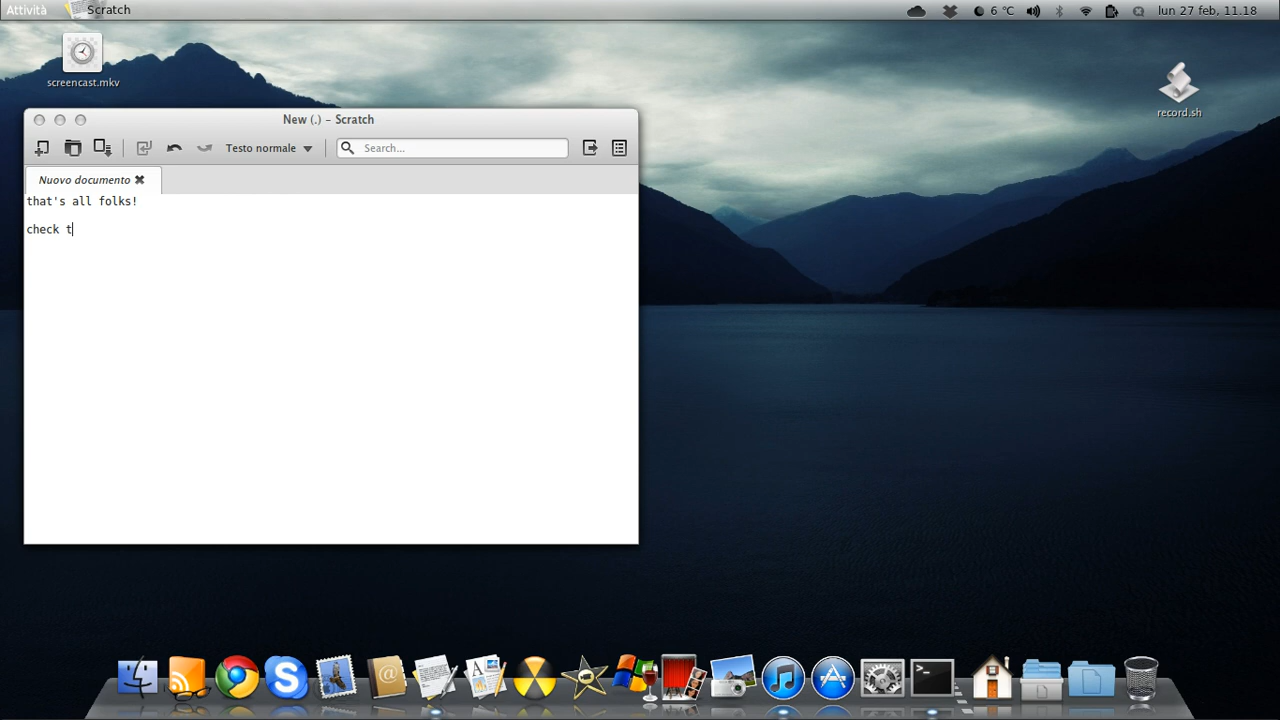 Attività Scratch 6 °C lun 27 feb, 11.18
screencast.mkv
record.sh
New (.) – Scratch
Testo normale Search...
Nuovo documento
that's all folks!
check t